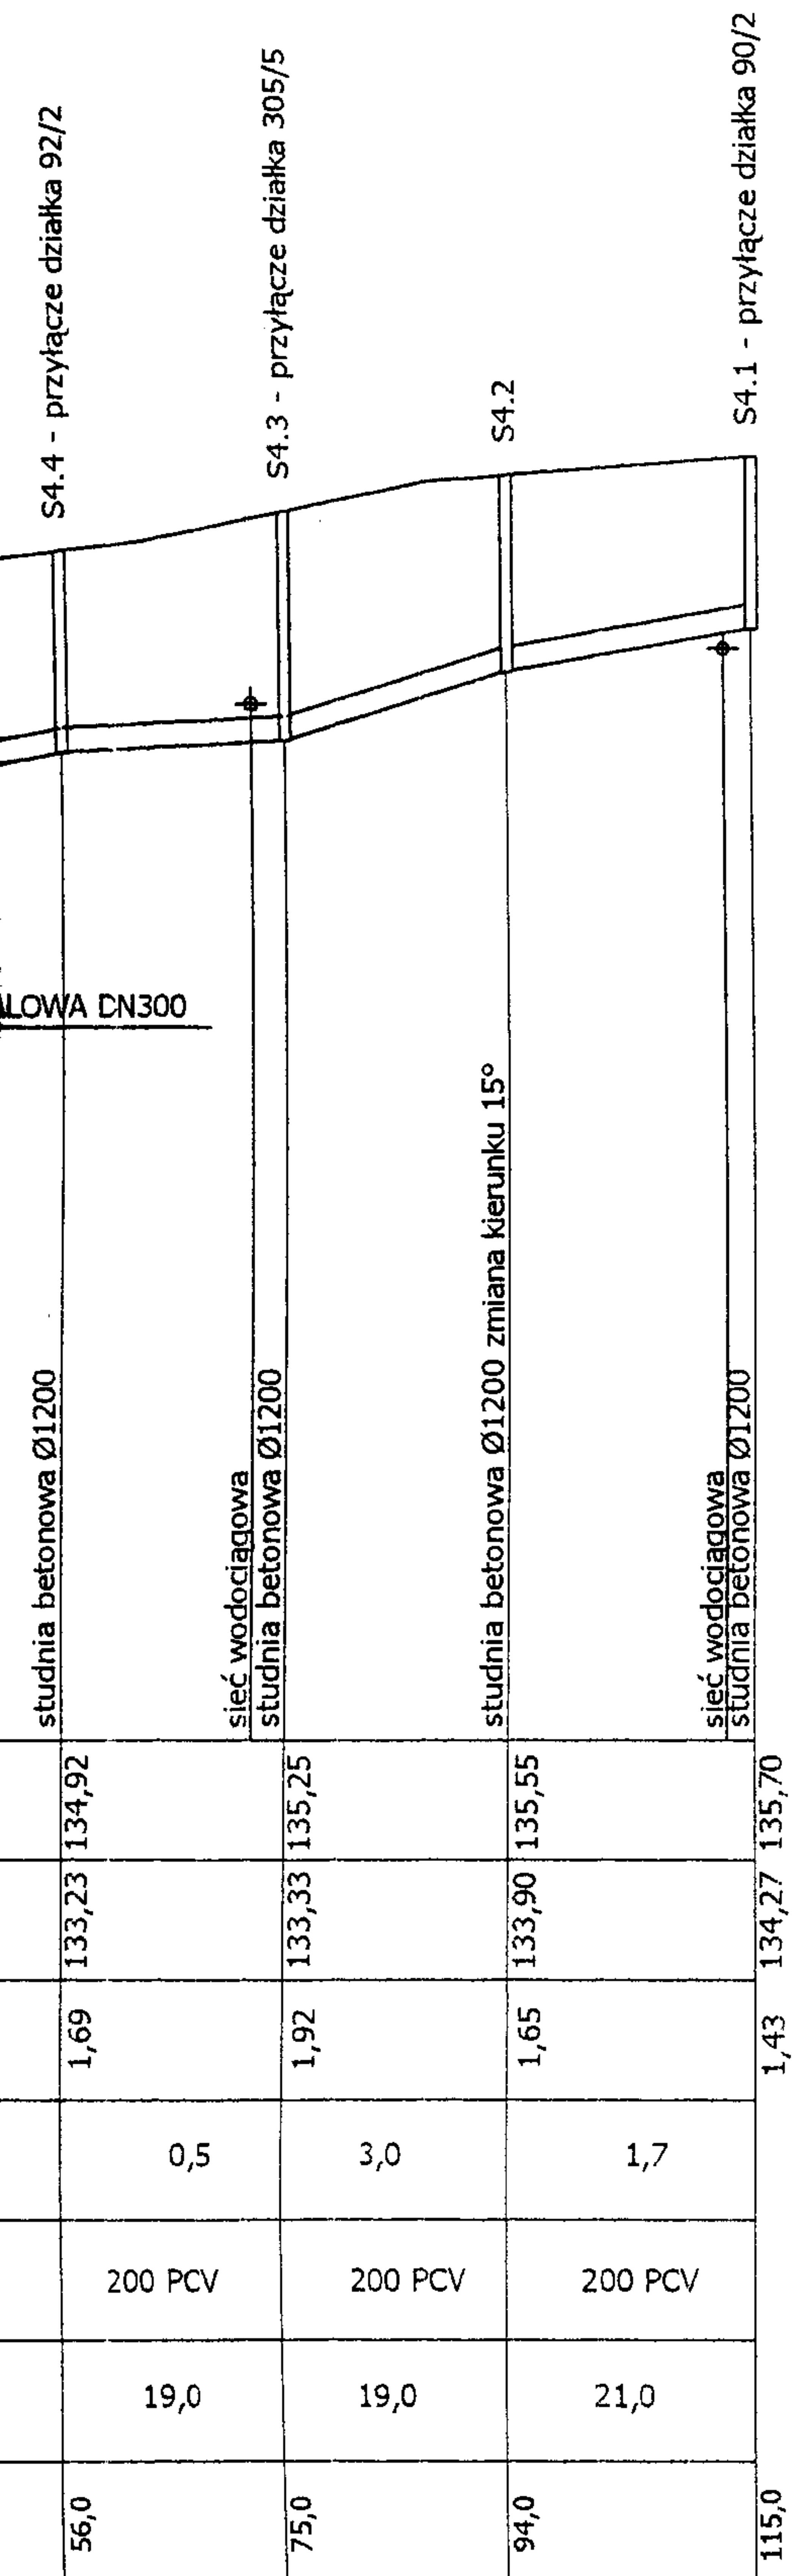 S4.4 - przyłącze działka 92/2
S4.3 - przyłącze działka 305/5
S4.2
S4.1 - przyłącze działka 90/2
DN300
studnia betonowa Ø1200
sieć wodociągowa
studnia betonowa Ø1200
studnia betonowa Ø1200 zmiana kierunku 15°
sieć wodociągowa
studnia betonowa Ø1200
134,92
135,25
135,55
135,70
133,23
133,33
133,90
134,27
1,69
1,92
1,65
1,43
0,5
3,0
1,7
200 PCV
200 PCV
200 PCV
19,0
19,0
21,0
56,0
75,0
94,0
115,0